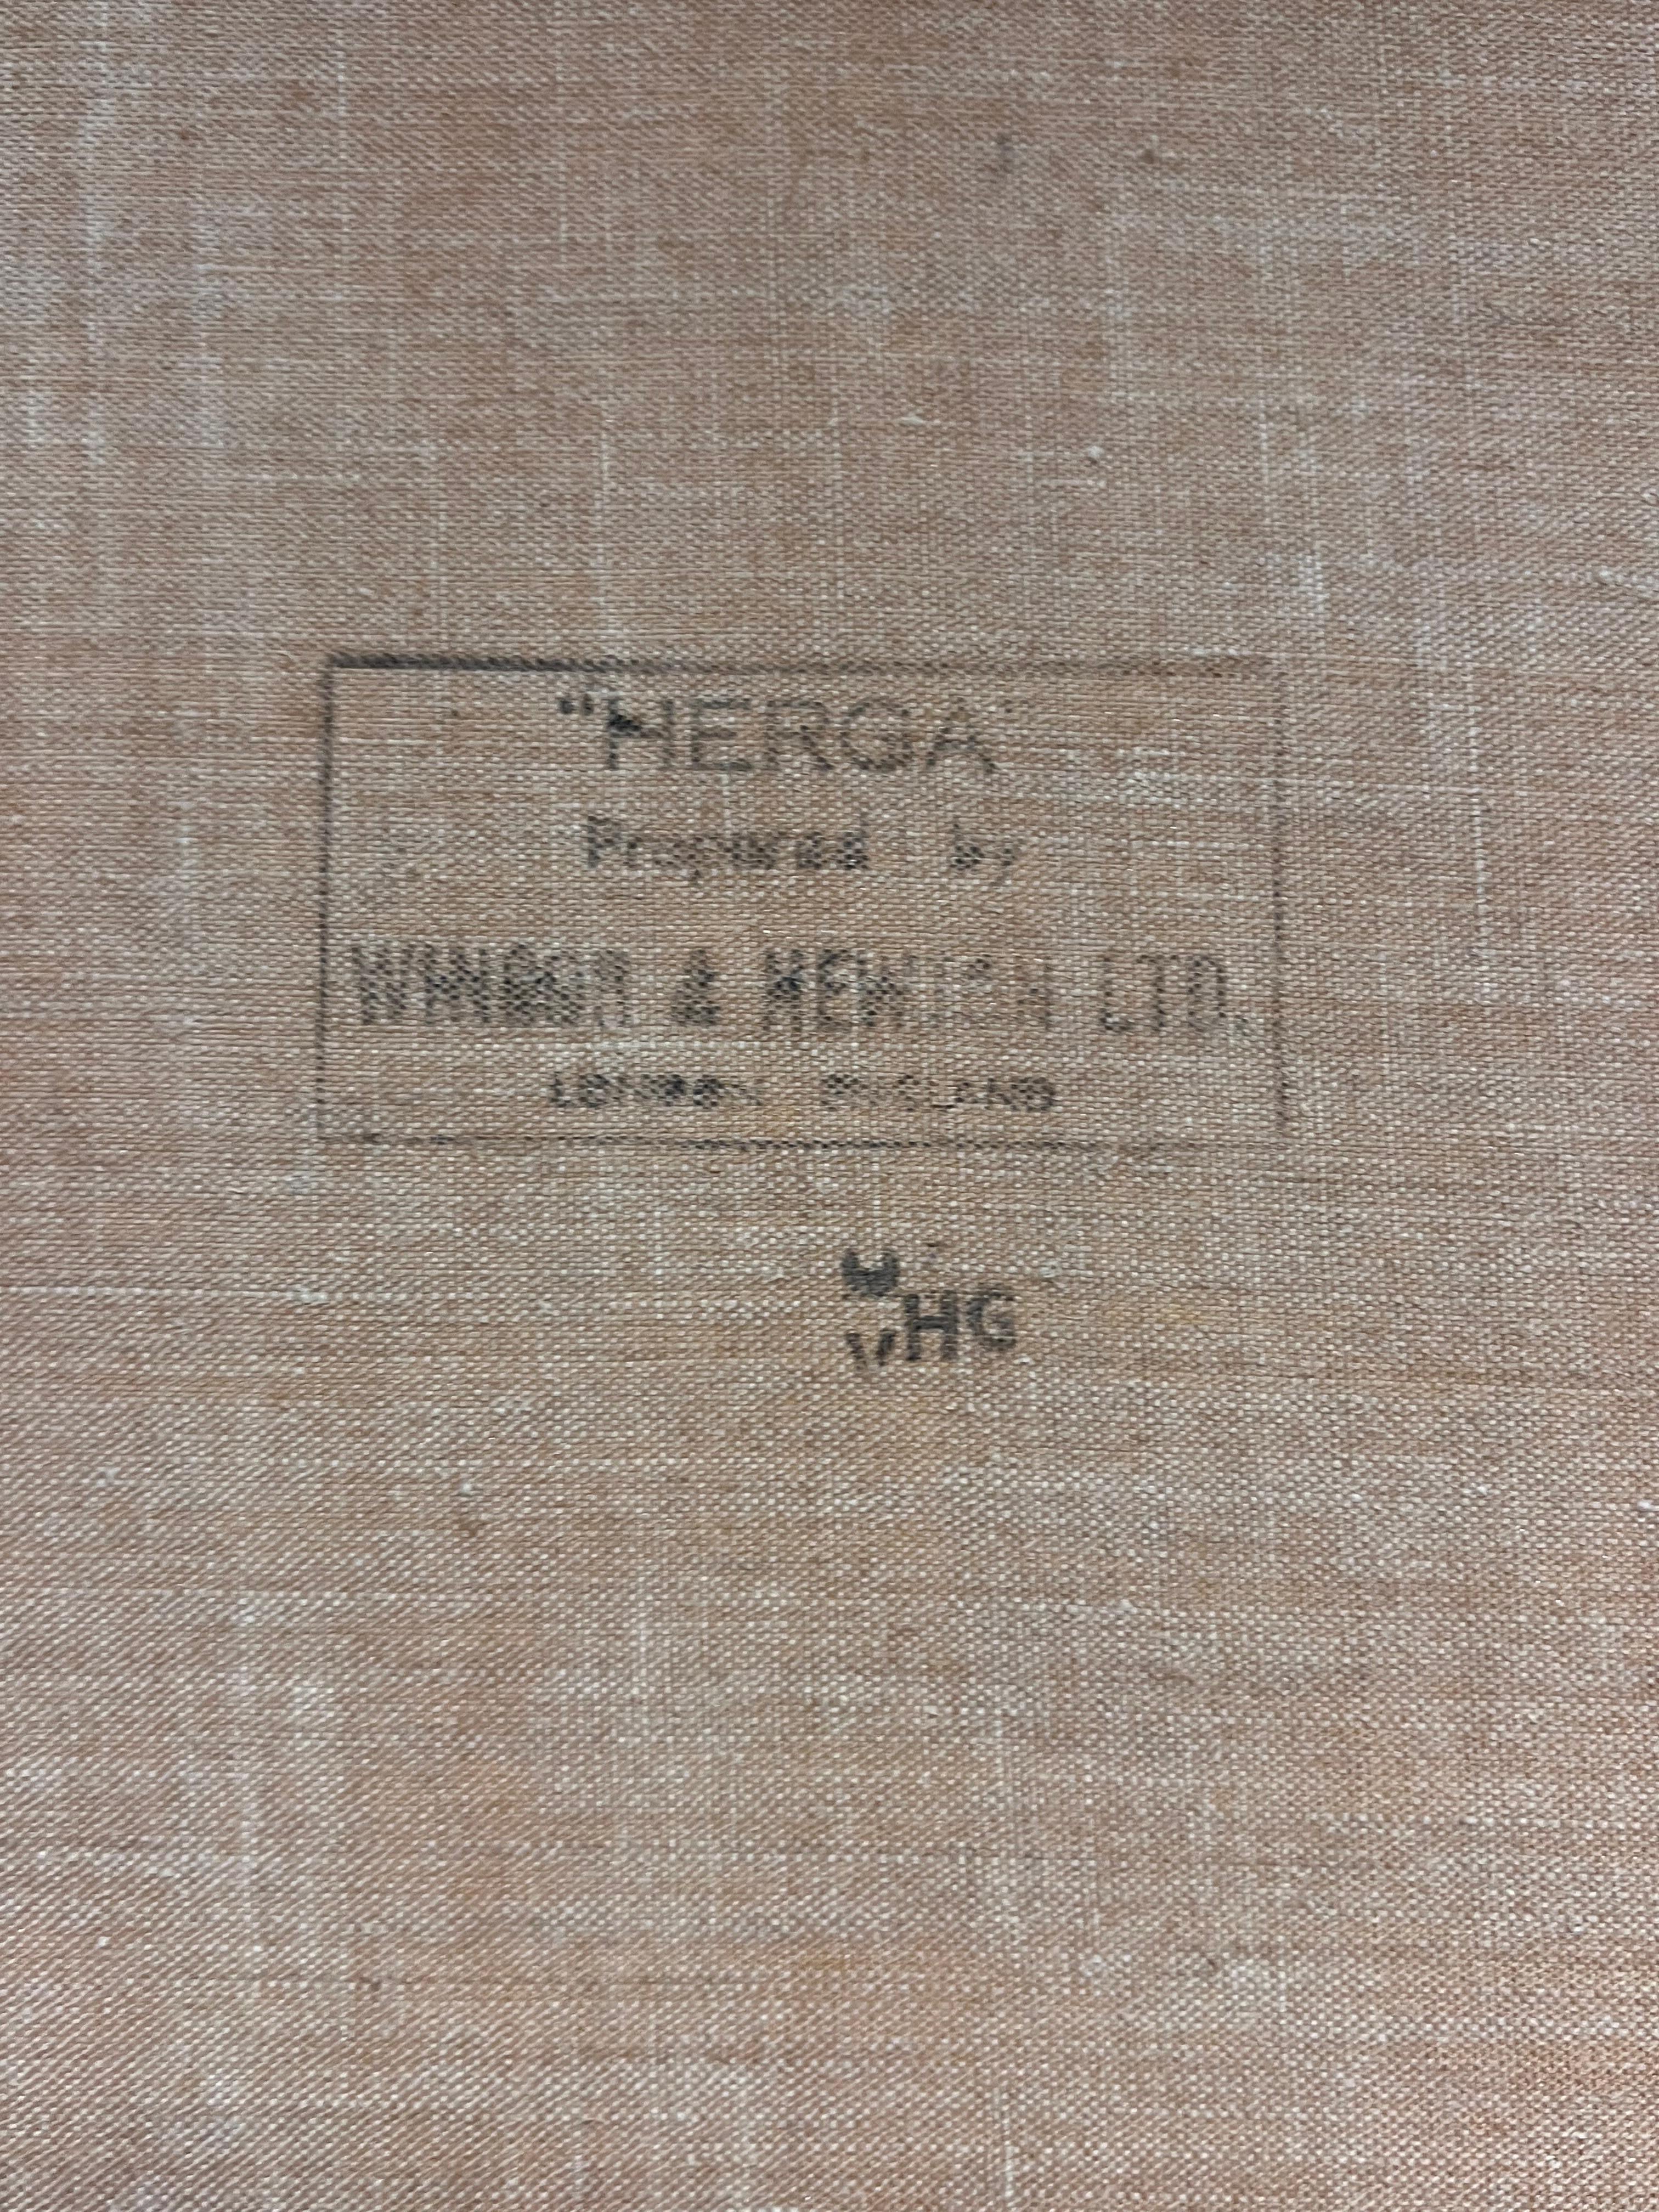 "HERGA"
Prepared by
WINSOR & NEWTON LTD.
LONDON ENGLAND
HG